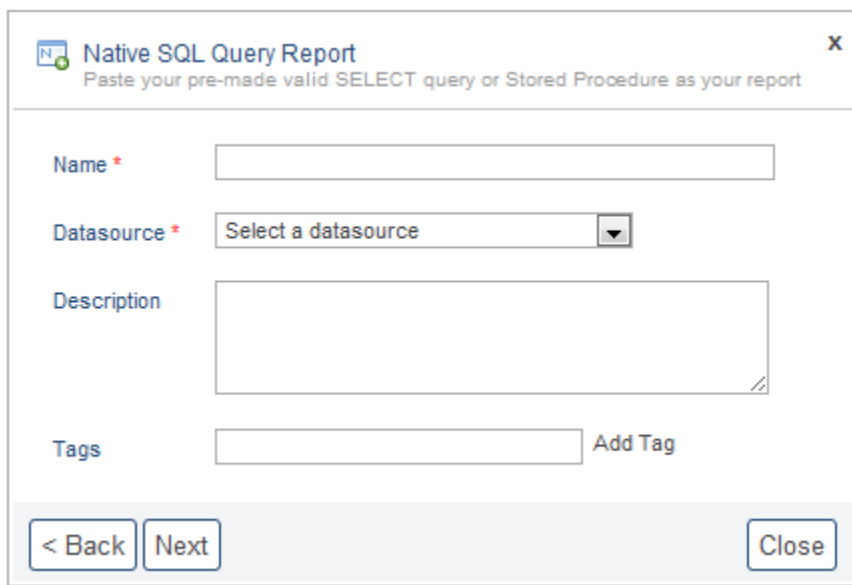 Native SQL Query Report
x
Paste your pre-made valid SELECT query or Stored Procedure as your report
Name *
Datasource *
Select a datasource
Description
Tags
Add Tag
< Back
Next
Close